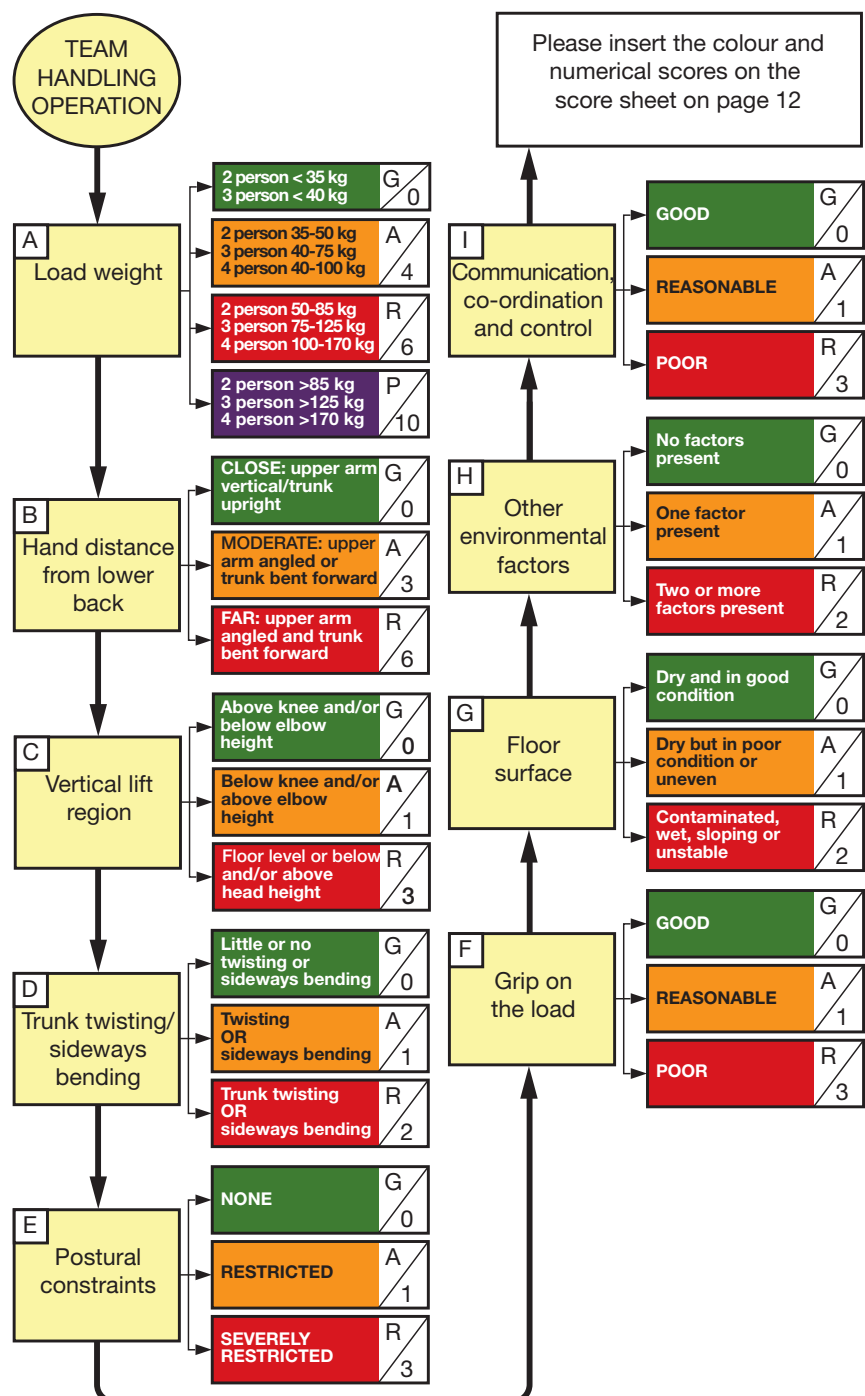 TEAM
HANDLING
OPERATION
A
Load weight
2 person < 35 kg
3 person < 40 kg
G
0
2 person 35-50 kg
3 person 40-75 kg
4 person 40-100 kg
A
4
2 person 50-85 kg
3 person 75-125 kg
4 person 100-170 kg
R
6
2 person >85 kg
3 person >125 kg
4 person >170 kg
P
10
B
Hand distance
from lower
back
CLOSE: upper arm
vertical/trunk
upright
G
0
MODERATE: upper
arm angled or
trunk bent forward
A
3
FAR: upper arm
angled and trunk
bent forward
R
6
C
Vertical lift
region
Above knee and/or
below elbow
height
G
0
Below knee and/or
above elbow
height
A
1
Floor level or below
and/or above
head height
R
3
D
Trunk twisting/
sideways
bending
Little or no
twisting or
sideways bending
G
0
Twisting
OR
sideways bending
A
1
Trunk twisting
OR
sideways bending
R
2
E
Postural
constraints
NONE
G
0
RESTRICTED
A
1
SEVERELY
RESTRICTED
R
3
F
Grip on
the load
GOOD
G
0
REASONABLE
A
1
POOR
R
3
G
Floor
surface
Dry and in good
condition
G
0
Dry but in poor
condition or
uneven
A
1
Contaminated,
wet, sloping or
unstable
R
2
H
Other
environmental
factors
No factors
present
G
0
One factor
present
A
1
Two or more
factors present
R
2
I
Communication,
co-ordination
and control
GOOD
G
0
REASONABLE
A
1
POOR
R
3
Please insert the colour and
numerical scores on the
score sheet on page 12